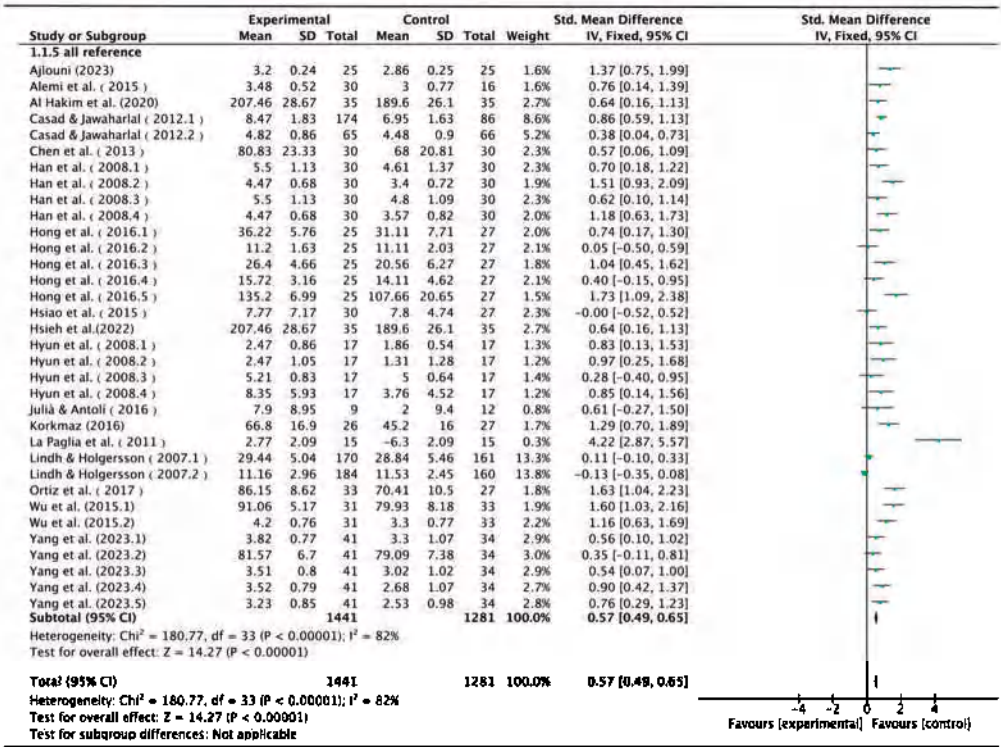 Experimental Control Std. Mean Difference Std. Mean Difference
Study or Subgroup Mean SD Total Mean SD Total Weight IV, Fixed, 95% CI IV, Fixed, 95% CI
1.1.5 all reference
Ajlouni (2023) 3.2 0.24 25 2.86 0.25 25 1.6% 1.37 [0.75, 1.99]
Alemi et al. ( 2015 ) 3.48 0.52 30 3 0.77 16 1.6% 0.76 [0.14, 1.39]
Al Hakim et al. (2020) 207.46 28.67 35 189.6 26.1 35 2.7% 0.64 [0.16, 1.13]
Casad & Jawaharlal ( 2012.1 ) 8.47 1.83 174 6.95 1.63 86 8.6% 0.86 [0.59, 1.13]
Casad & Jawaharlal ( 2012.2 ) 4.82 0.86 65 4.48 0.9 66 5.2% 0.38 [0.04, 0.73]
Chen et al. ( 2013 ) 80.83 23.33 30 68 20.81 30 2.3% 0.57 [0.06, 1.09]
Han et al. ( 2008.1 ) 5.5 1.13 30 4.61 1.37 30 2.3% 0.70 [0.18, 1.22]
Han et al. ( 2008.2 ) 4.47 0.68 30 3.4 0.72 30 1.9% 1.51 [0.93, 2.09]
Han et al. ( 2008.3 ) 5.5 1.13 30 4.8 1.09 30 2.3% 0.62 [0.10, 1.14]
Han et al. ( 2008.4 ) 4.47 0.68 30 3.57 0.82 30 2.0% 1.18 [0.63, 1.73]
Hong et al. ( 2016.1 ) 36.22 5.76 25 31.11 7.71 27 2.0% 0.74 [0.17, 1.30]
Hong et al. ( 2016.2 ) 11.2 1.63 25 11.11 2.03 27 2.1% 0.05 [-0.50, 0.59]
Hong et al. ( 2016.3 ) 26.4 4.66 25 20.56 6.27 27 1.8% 1.04 [0.45, 1.62]
Hong et al. ( 2016.4 ) 15.72 3.16 25 14.11 4.62 27 2.1% 0.40 [-0.15, 0.95]
Hong et al. ( 2016.5 ) 135.2 6.99 25 107.66 20.65 27 1.5% 1.73 [1.09, 2.38]
Hsiao et al. ( 2015 ) 7.77 7.17 30 7.8 4.74 27 2.3% -0.00 [-0.52, 0.52]
Hsieh et al.(2022) 207.46 28.67 35 189.6 26.1 35 2.7% 0.64 [0.16, 1.13]
Hyun et al. ( 2008.1 ) 2.47 0.86 17 1.86 0.54 17 1.3% 0.83 [0.13, 1.53]
Hyun et al. ( 2008.2 ) 2.47 1.05 17 1.31 1.28 17 1.2% 0.97 [0.25, 1.68]
Hyun et al. ( 2008.3 ) 5.21 0.83 17 5 0.64 17 1.4% 0.28 [-0.40, 0.95]
Hyun et al. ( 2008.4 ) 8.35 5.93 17 3.76 4.52 17 1.2% 0.85 [0.14, 1.56]
Julià & Antolí ( 2016 ) 7.9 8.95 9 2 9.4 12 0.8% 0.61 [-0.27, 1.50]
Korkmaz (2016) 66.8 16.9 26 45.2 16 27 1.8% 1.29 [0.70, 1.89]
La Paglia et al. ( 2011 ) 2.77 2.09 15 -6.3 2.09 15 0.3% 4.22 [2.87, 5.57]
Lindh & Holgersson ( 2007.1 ) 29.44 5.04 170 28.84 5.46 161 13.3% 0.11 [-0.10, 0.33]
Lindh & Holgersson ( 2007.2 ) 11.16 2.96 184 11.53 2.45 160 13.8% -0.13 [-0.35, 0.08]
Ortiz et al. ( 2017 ) 86.15 8.62 33 70.41 10.5 27 1.8% 1.63 [1.04, 2.23]
Wu et al. (2015.1) 91.06 5.17 31 79.93 8.18 33 1.9% 1.60 [1.03, 2.16]
Wu et al. (2015.2) 4.2 0.76 31 3.3 0.77 33 2.2% 1.16 [0.63, 1.69]
Yang et al. (2023.1) 3.82 0.77 41 3.3 1.07 34 2.9% 0.56 [0.10, 1.02]
Yang et al. (2023.2) 81.57 6.7 41 79.09 7.38 34 3.0% 0.35 [-0.11, 0.81]
Yang et al. (2023.3) 3.51 0.8 41 3.02 1.02 34 2.9% 0.54 [0.07, 1.00]
Yang et al. (2023.4) 3.52 0.79 41 2.68 1.07 34 2.7% 0.90 [0.42, 1.37]
Yang et al. (2023.5) 3.23 0.85 41 2.53 0.98 34 2.8% 0.76 [0.29, 1.23]
Subtotal (95% CI) 1441 1281 100.0% 0.57 [0.49, 0.65]
Heterogeneity: Chi² = 180.77, df = 33 (P < 0.00001); I² = 82%
Test for overall effect: Z = 14.27 (P < 0.00001)
Total (95% CI) 1441 1281 100.0% 0.57 [0.49, 0.65]
Heterogeneity: Chi² = 180.77, df = 33 (P < 0.00001); I² = 82%
-4 -2 0 2 4
Test for overall effect: Z = 14.27 (P < 0.00001)
Favours [experimental] Favours [control]
Test for subgroup differences: Not applicable